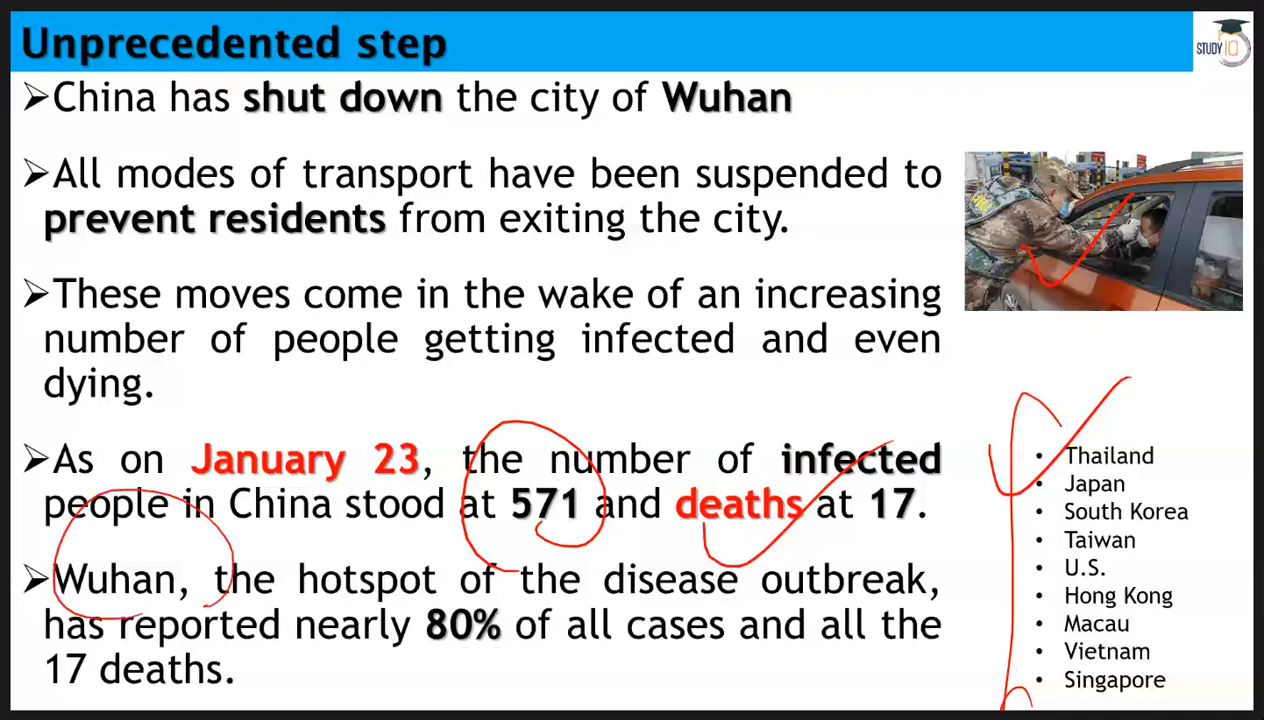 Unprecedented step
STUDY IQ
➢China has shut down the city of Wuhan
➢All modes of transport have been suspended to
prevent residents from exiting the city.
➢These moves come in the wake of an increasing
number of people getting infected and even
dying.
➢As on January 23, the number of infected
people in China stood at 571 and deaths at 17.
➢Wuhan, the hotspot of the disease outbreak,
has reported nearly 80% of all cases and all the
17 deaths.
• Thailand
• Japan
• South Korea
• Taiwan
• U.S.
• Hong Kong
• Macau
• Vietnam
• Singapore